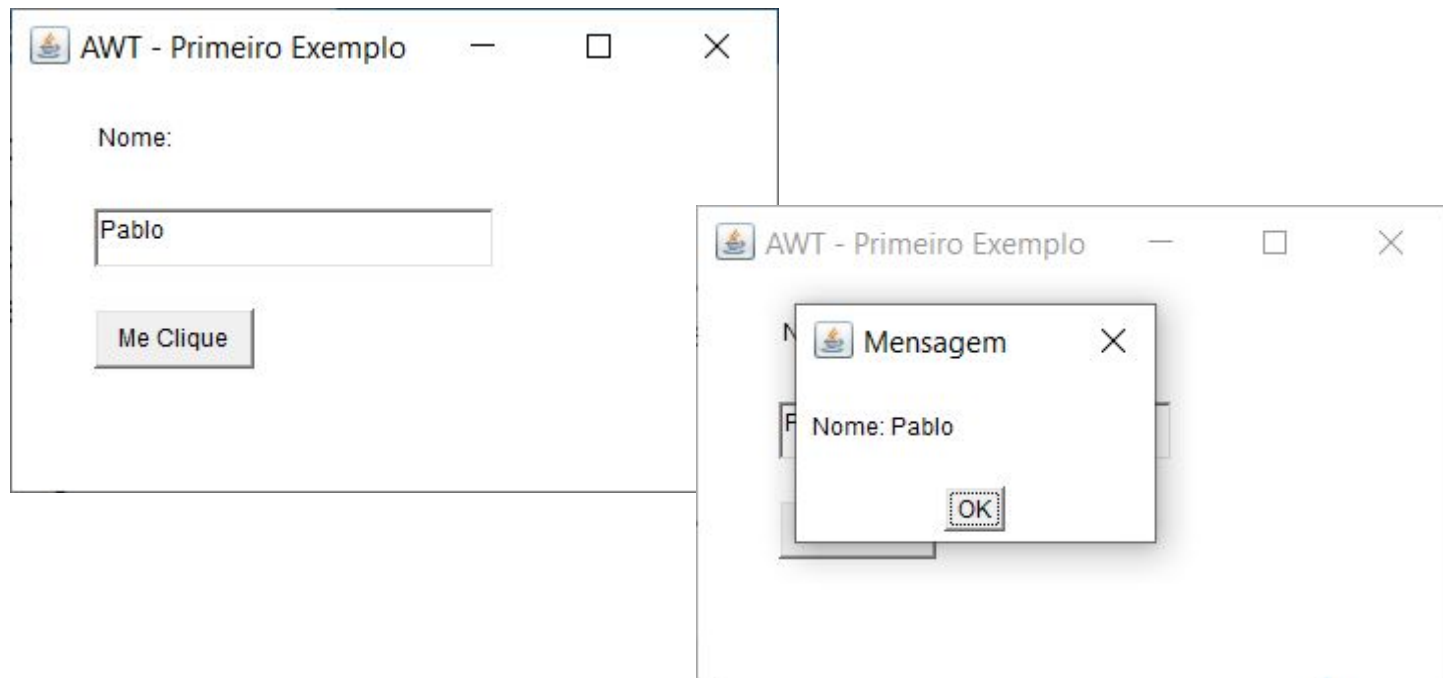 AWT - Primeiro Exemplo
Nome:
Pablo
Me Clique
AWT - Primeiro Exemplo
Mensagem
Nome: Pablo
OK